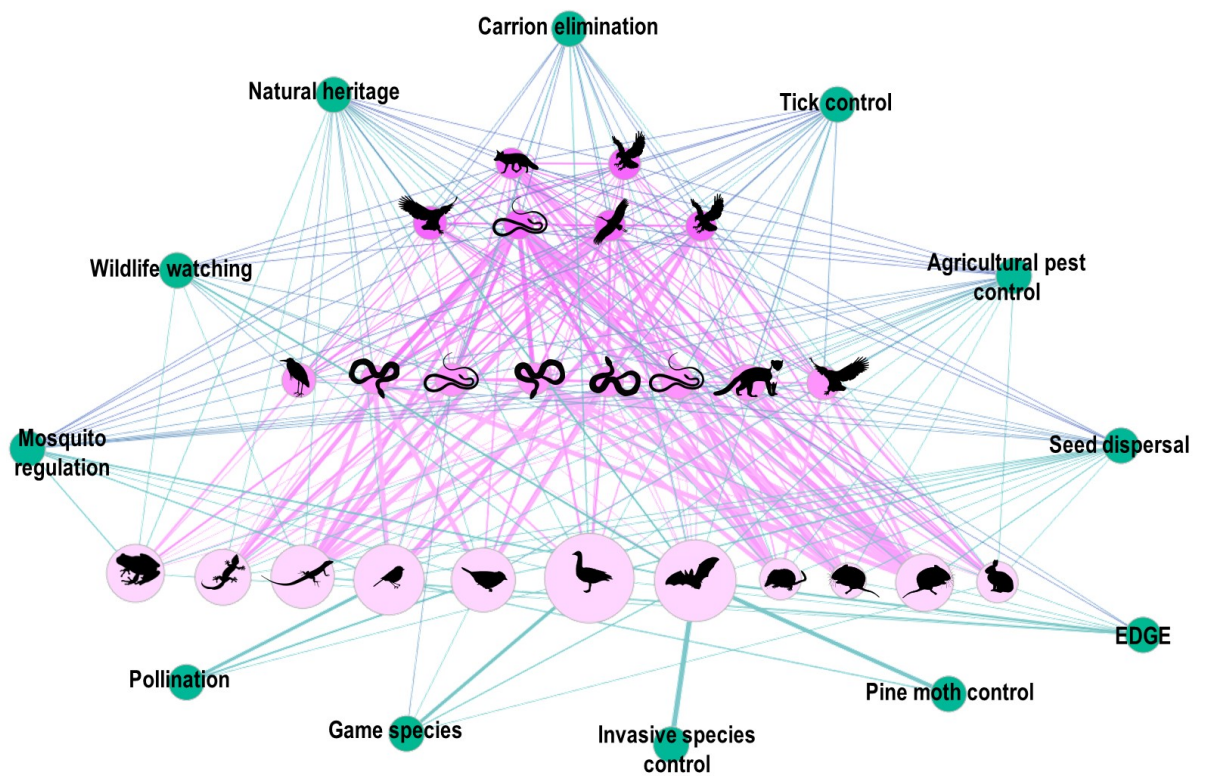 Carrion elimination
Natural heritage
Tick control
Wildlife watching
Agricultural pest
control
Mosquito
regulation
Seed dispersal
EDGE
Pollination
Pine moth control
Game species
Invasive species
control